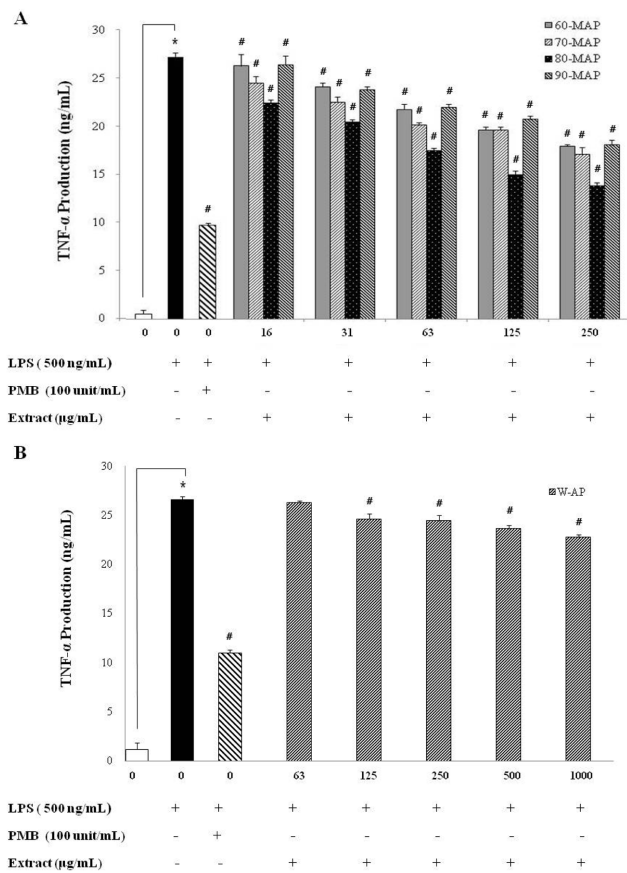 A
TNF-α Production (ng/mL)
30
25
20
15
10
5
0
60-MAP
70-MAP
80-MAP
90-MAP
*
#
# # # #
# # # #
# # # #
# # # #
# # # #
0 0 0 16 31 63 125 250
LPS ( 500 ng/mL) + + + + + + +
PMB (100 unit/mL) - + - - - - -
Extract (µg/mL) - - + + + + +
B
TNF-α Production (ng/mL)
30
25
20
15
10
5
0
W-AP
*
#
# # # #
0 0 0 63 125 250 500 1000
LPS ( 500 ng/mL) + + + + + + +
PMB (100 unit/mL) - + - - - - -
Extract (µg/mL) - - + + + + +